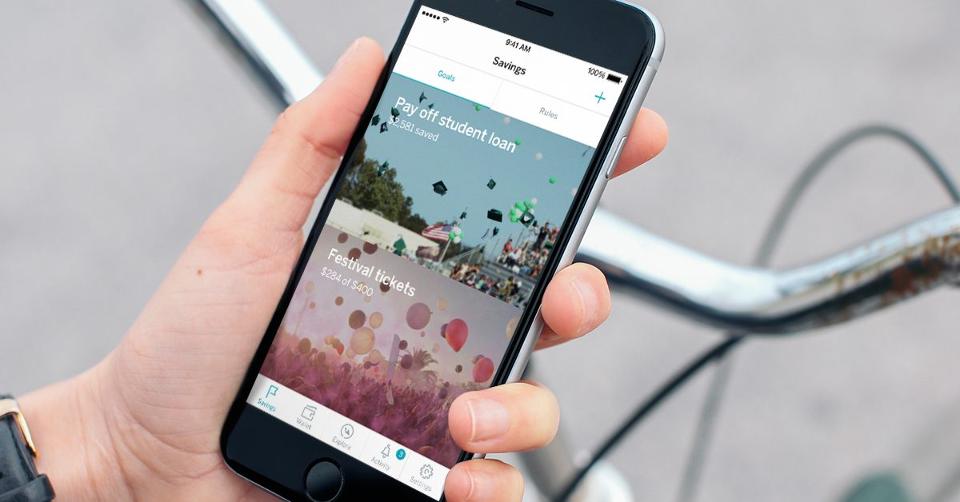 9:41 AM
100%
Savings
+
Goals
Rules
Pay off student loan
$2,581 saved
Festival tickets
$284 of $400
Savings
Wallet
Explore
Activity
3
Settings